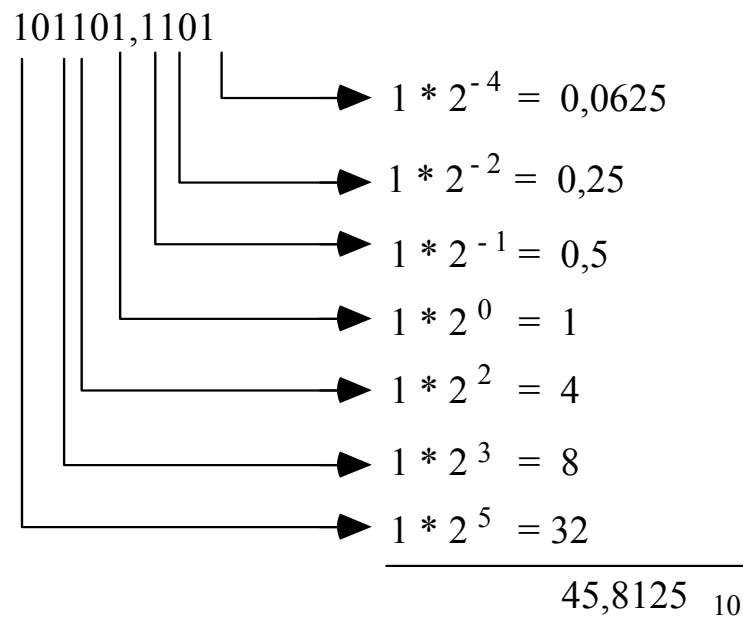 101101,1101
1 * 2⁻⁴ = 0,0625
1 * 2⁻² = 0,25
1 * 2⁻¹ = 0,5
1 * 2⁰ = 1
1 * 2² = 4
1 * 2³ = 8
1 * 2⁵ = 32
45,8125 ₁₀